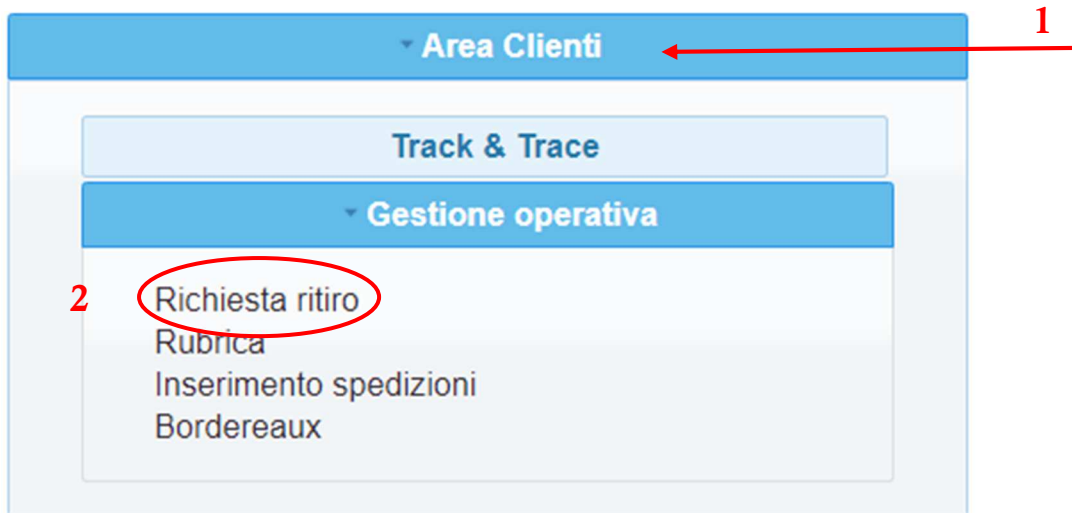 1
Area Clienti
Track & Trace
Gestione operativa
2 Richiesta ritiro
Rubrica
Inserimento spedizioni
Bordereaux